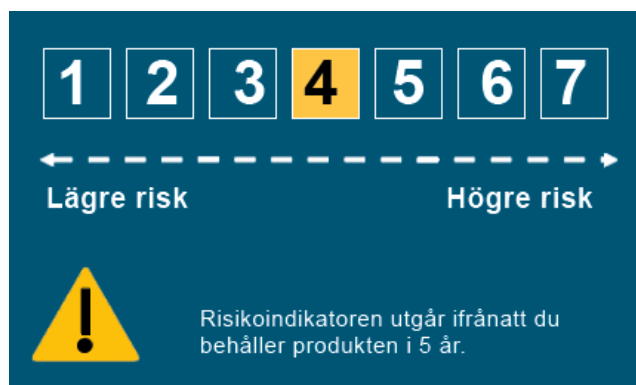 1 2 3 4 5 6 7
Lägre risk Högre risk
Risikoindikatoren utgår ifrånatt du
behåller produkten i 5 år.